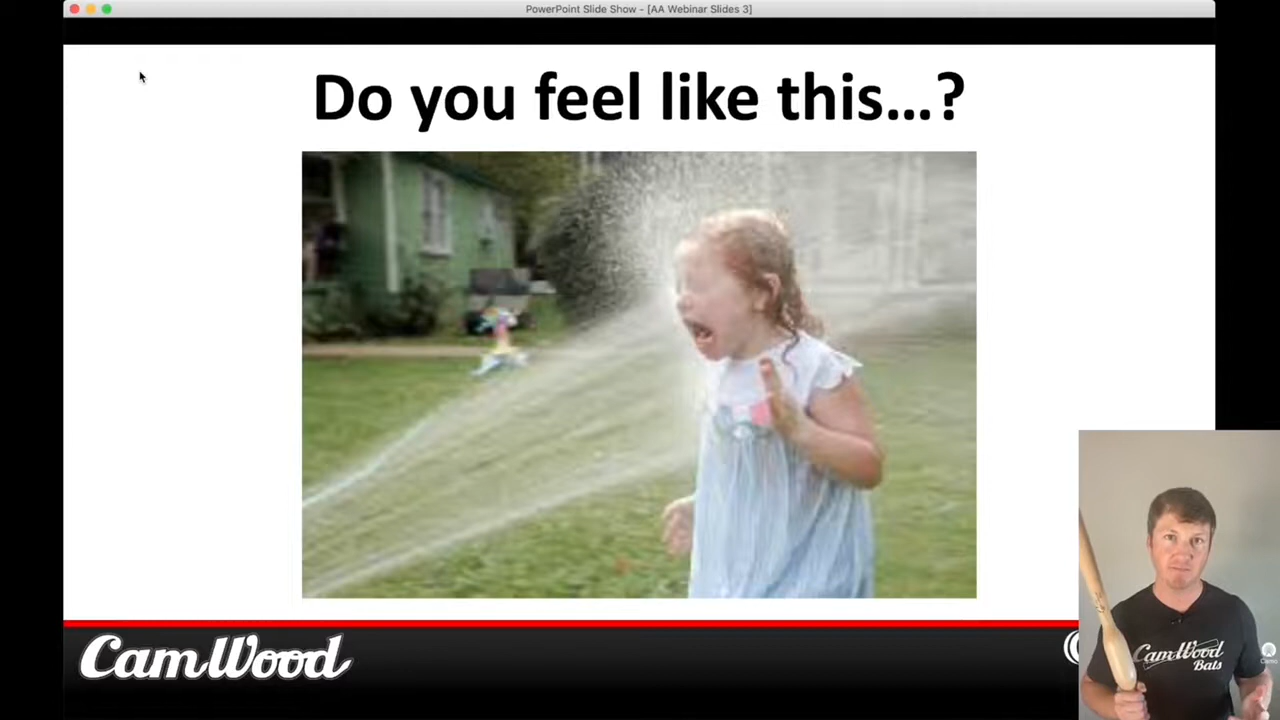 PowerPoint Slide Show - [AA Webinar Slides 3]
Do you feel like this...?
CamWood
CamWood
Bats